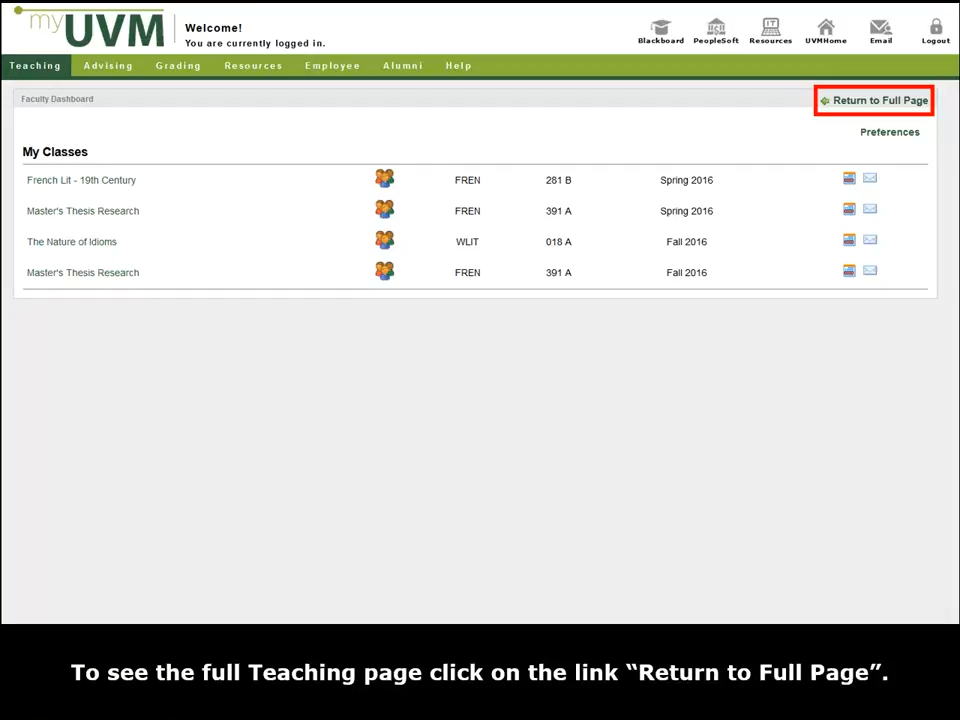 myUVM
Welcome!
You are currently logged in.
Blackboard PeopleSoft Resources UVMHome Email Logout
Teaching Advising Grading Resources Employee Alumni Help
Faculty Dashboard
Return to Full Page
Preferences
My Classes
French Lit - 19th Century FREN 281 B Spring 2016
Master's Thesis Research FREN 391 A Spring 2016
The Nature of Idioms WLIT 018 A Fall 2016
Master's Thesis Research FREN 391 A Fall 2016
To see the full Teaching page click on the link “Return to Full Page”.